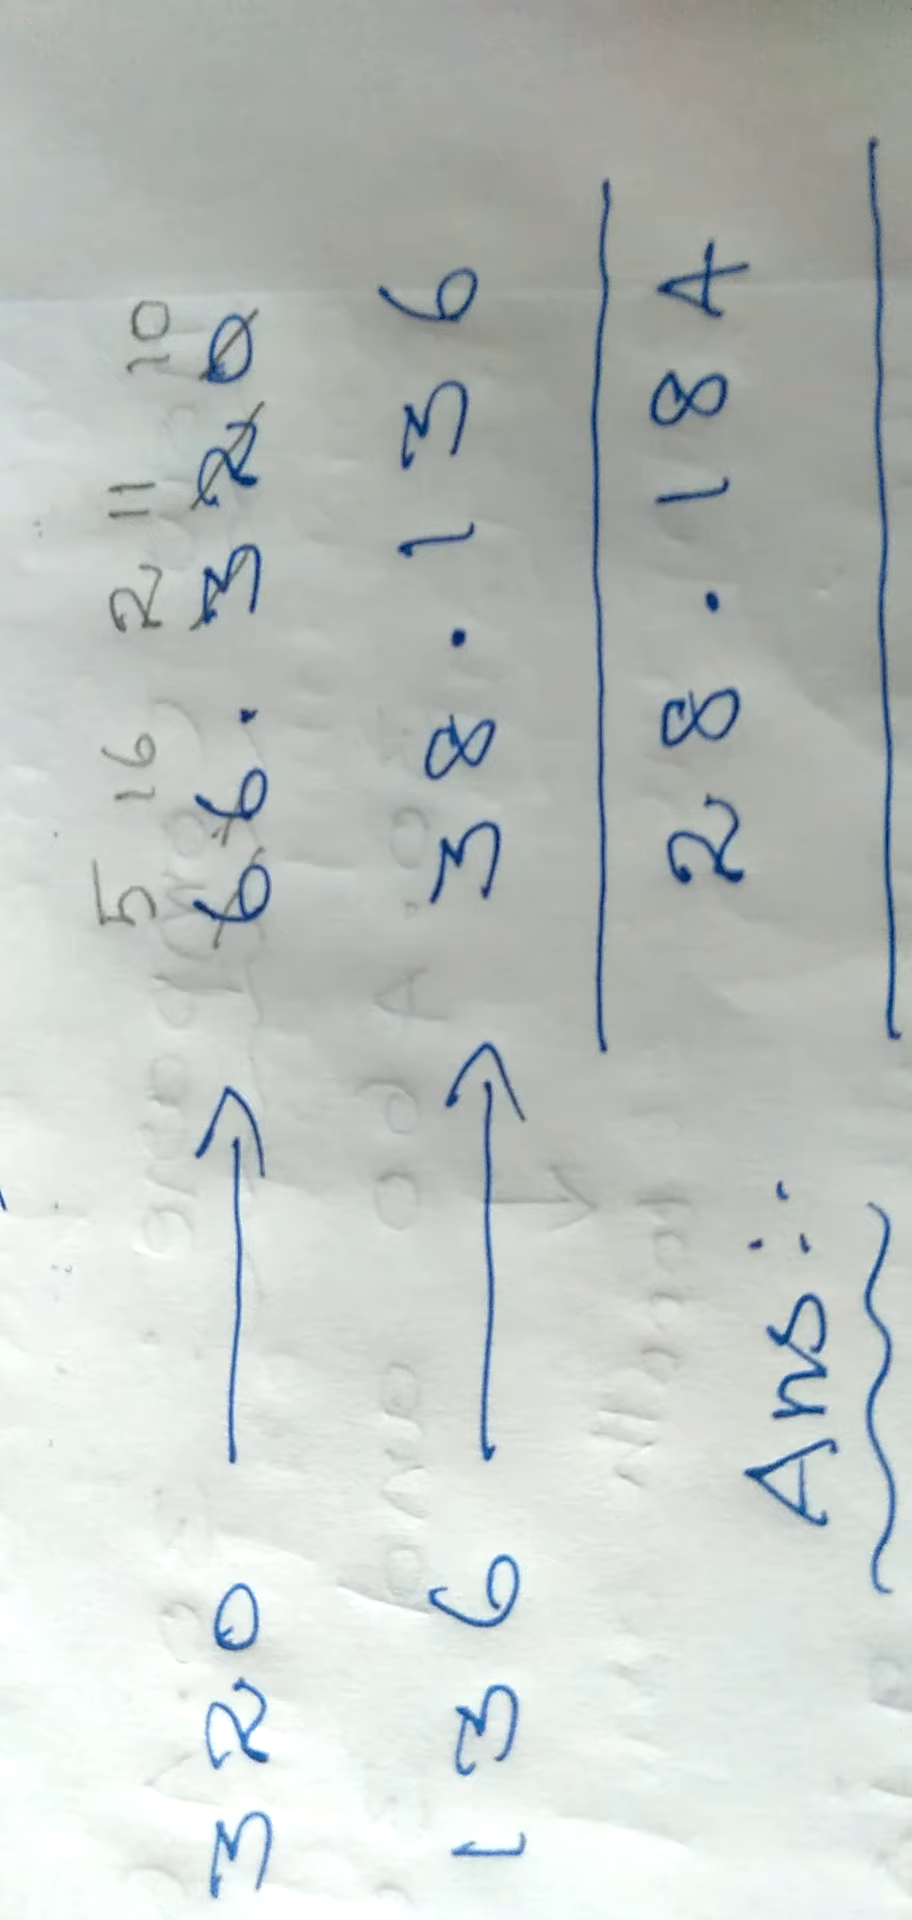 5 16 2 11 10
320 → 66.320
136 → 38.136
28.184
Ans:-